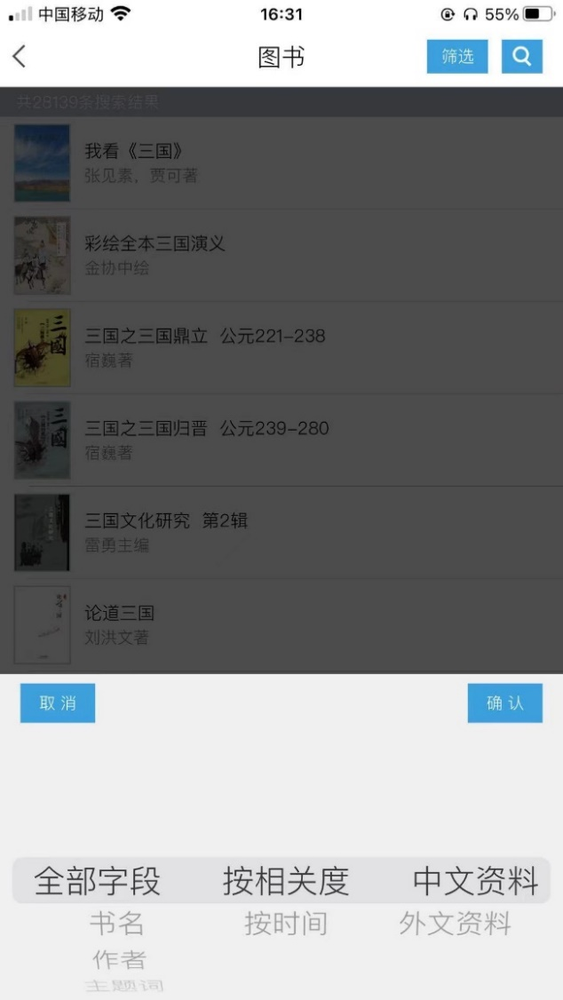 中国移动 16:31 55%
图书 筛选
共28139条搜索结果
我看《三国》
张见素，贾可著
彩绘全本三国演义
金协中绘
三国之三国鼎立 公元221-238
宿巍著
三国之三国归晋 公元239-280
宿巍著
三国文化研究 第2辑
雷勇主编
论道三国
刘洪文著
取消 确认
全部字段 按相关度 中文资料
书名 按时间 外文资料
作者
主题词